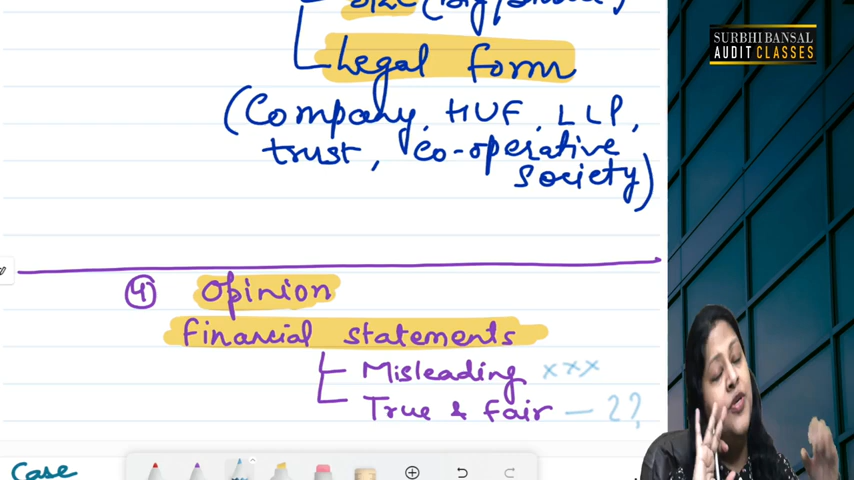 Legal form
(Company, HUF, LLP,
trust, Co-operative
society)
SURBHI BANSAL
AUDIT CLASSES
4 Opinion
financial statements
Misleading xxx
True & fair — 2?
Case